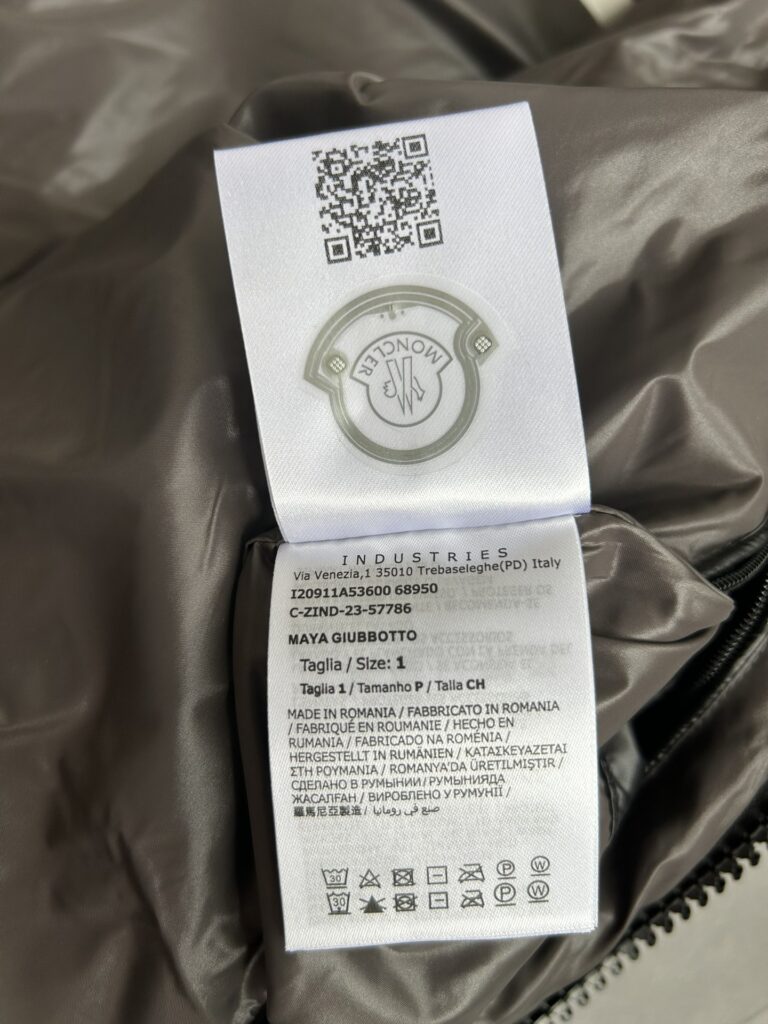 MONCLER
INDUSTRIES
Via Venezia,1 35010 Trebaseleghe(PD) Italy
I20911A53600 68950
C-ZIND-23-57786
MAYA GIUBBOTTO
Taglia / Size: 1
Taglia 1 / Tamanho P / Talla CH
MADE IN ROMANIA / FABBRICATO IN ROMANIA
/ FABRIQUÉ EN ROUMANIE / HECHO EN
RUMANIA / FABRICADO NA ROMÉNIA /
HERGESTELLT IN RUMÄNIEN / ΚΑΤΑΣΚΕΥΑΖΕΤΑΙ
ΣΤΗ ΡΟΥΜΑΝΙΑ / ROMANYA'DA ÜRETILMIŞTIR /
СДЕЛАНО В РУМЫНИИ / РУМЫНИЯДА
ЖАСАЛҒАН / ВИРОБЛЕНО У РУМУНІЇ /
羅馬尼亞製造 / صنع في رومانيا
30 P W
30 P W